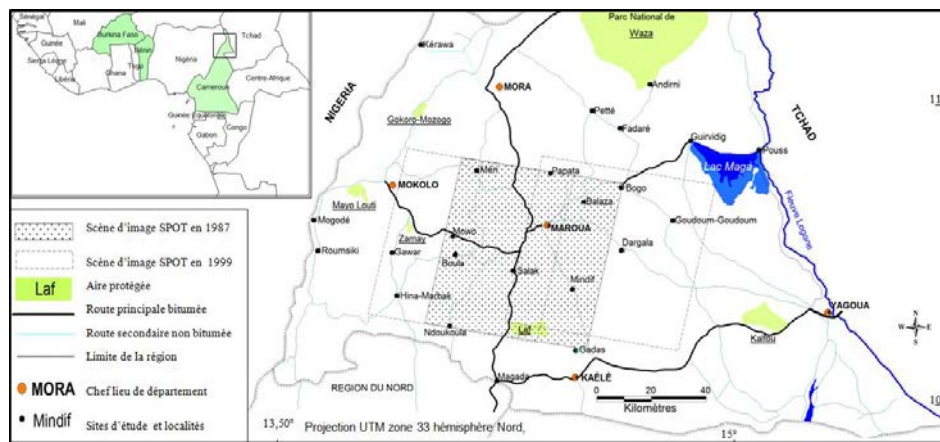 Sénégal
Mali
Burkina Faso
Tchad
Guinée
Bénin
Sierra Léone
Ghana
Togo
Nigéria
Libéria
Centre-Afrique
Cameroun
Guinée Equatoriale
Gabon
Congo
Scène d'image SPOT en 1987
Scène d'image SPOT en 1999
Laf
Aire protégée
Route principale bitumée
Route secondaire non bitumée
Limite de la région
MORA
Chef lieu de département
Mindif
Sites d'étude et localités
Parc National de
Waza
Kérawa
MORA
Andirni
Petté
Fadaré
NIGERIA
Gokoro-Mozogo
TCHAD
Guirvidig
Pouss
Lac Maga
Méri
Papata
Bogo
MOKOLO
Mayo Louti
Balaza
Goudoum-Goudoum
Fleuve Logone
Mogodé
Zamay
Mowo
MAROUA
Roumsiki
Gawar
Boula
Dargala
Salak
Mindif
Hina-Marbak
YAGOUA
W
N
E
S
Ndoukoula
Laf
Kalfou
Gadas
REGION DU NORD
Magada
KAÉLÉ
0
20
40
Kilomètres
13,50°
Projection UTM zone 33 hémisphère Nord,
15°
11
10